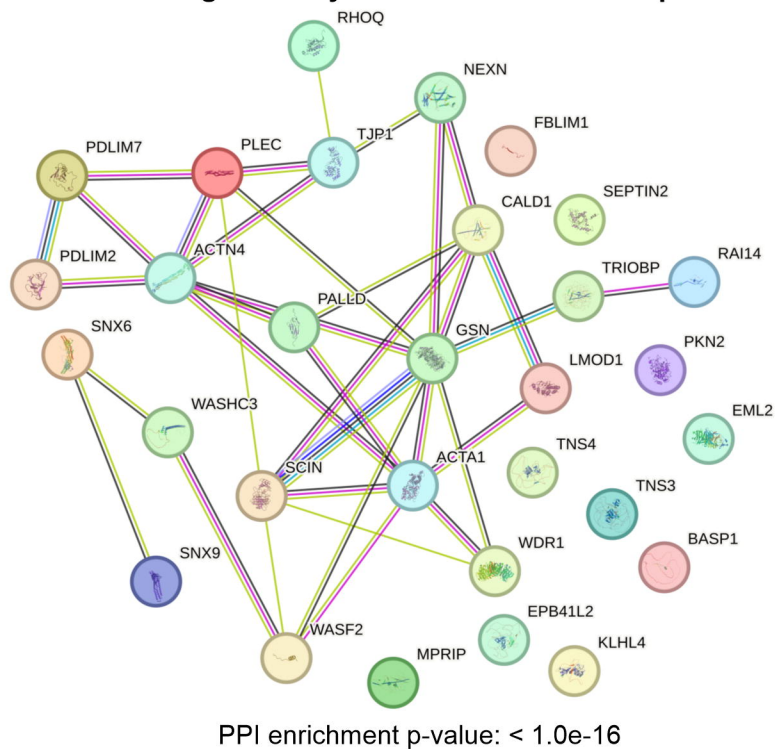 RHOQ
NEXN
FBLIM1
TJP1
PLEC
PDLIM7
SEPTIN2
CALD1
RAI14
ACTN4
PDLIM2
TRIOBP
PALLD
GSN
SNX6
PKN2
LMOD1
WASHC3
EML2
TNS4
ACTA1
SCIN
TNS3
BASP1
WDR1
SNX9
EPB41L2
WASF2
KLHL4
MPRIP
PPI enrichment p-value: < 1.0e-16